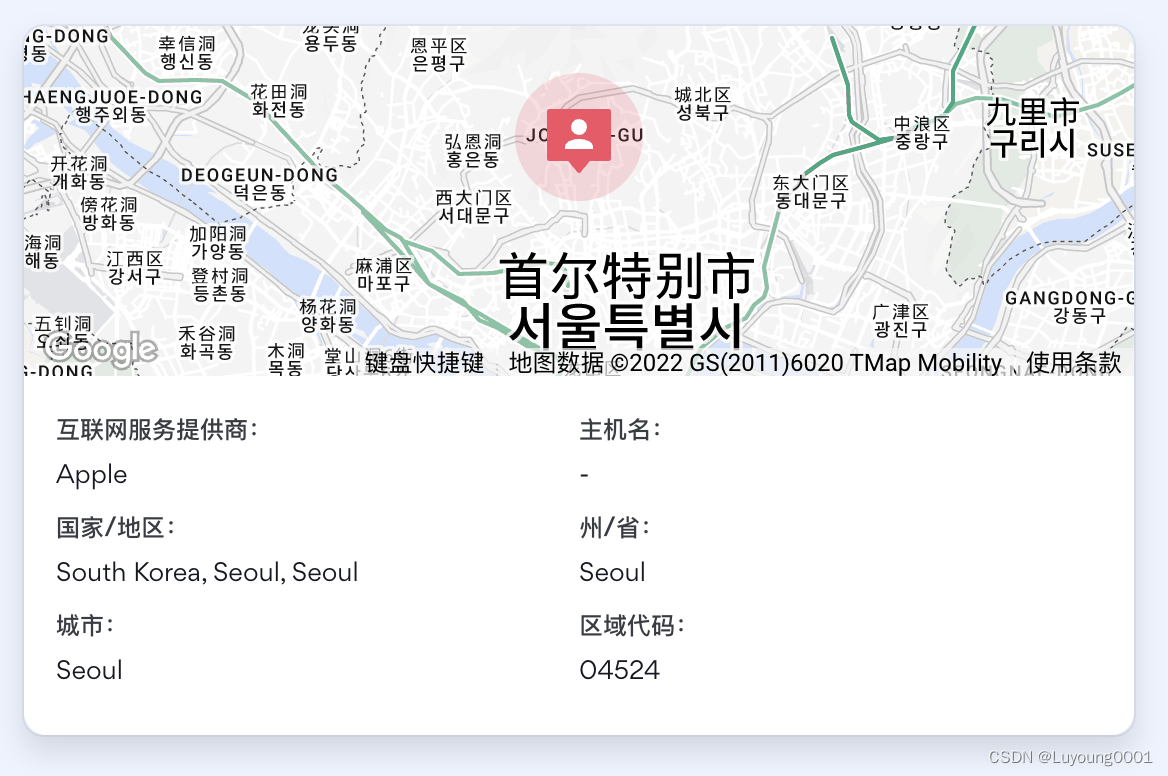 G-DONG
幸信洞
행신동
용두동
恩平区
은평구
HAENGJUOE-DONG
행주외동
花田洞
화전동
城北区
성북구
九里市
구리시
中浪区
중랑구
SUSE
弘恩洞
홍은동
开花洞
개화동
DEOGEUN-DONG
덕은동
西大门区
서대문구
东大门区
동대문구
傍花洞
방화동
加阳洞
가양동
海洞
해동
江西区
강서구
登村洞
등촌동
麻浦区
마포구
首尔特别市
서울특별시
杨花洞
양화동
广津区
광진구
GANGDONG-G
강동구
五钊洞
禾谷洞
화곡동
木洞
목동
堂山
Google
-DONG
键盘快捷键 地图数据 ©2022 GS(2011)6020 TMap Mobility 使用条款
互联网服务提供商：
Apple
主机名：
-
国家/地区：
South Korea, Seoul, Seoul
州/省：
Seoul
城市：
Seoul
区域代码：
04524
CSDN @Luyoung0001